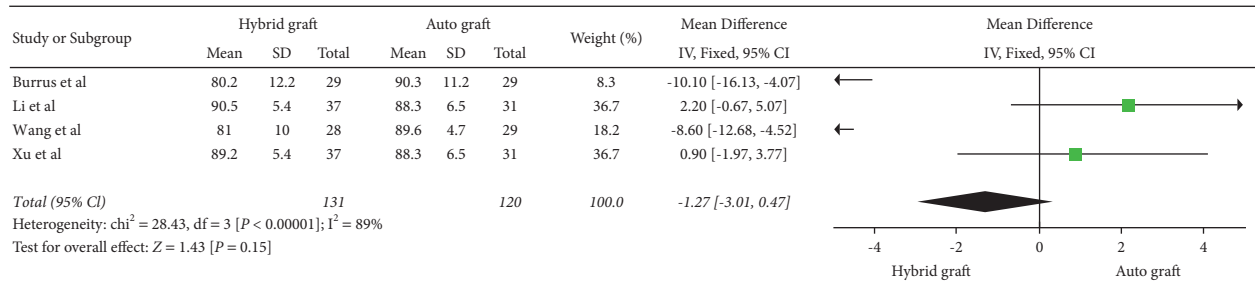 Study or Subgroup Hybrid graft Auto graft Weight (%) Mean Difference Mean Difference
Mean SD Total Mean SD Total IV, Fixed, 95% CI IV, Fixed, 95% CI
Burrus et al 80.2 12.2 29 90.3 11.2 29 8.3 -10.10 [-16.13, -4.07]
Li et al 90.5 5.4 37 88.3 6.5 31 36.7 2.20 [-0.67, 5.07]
Wang et al 81 10 28 89.6 4.7 29 18.2 -8.60 [-12.68, -4.52]
Xu et al 89.2 5.4 37 88.3 6.5 31 36.7 0.90 [-1.97, 3.77]
Total (95% Cl) 131 120 100.0 -1.27 [-3.01, 0.47]
Heterogeneity: chi² = 28.43, df = 3 [P < 0.00001]; I² = 89%
Test for overall effect: Z = 1.43 [P = 0.15]
-4 -2 0 2 4
Hybrid graft Auto graft